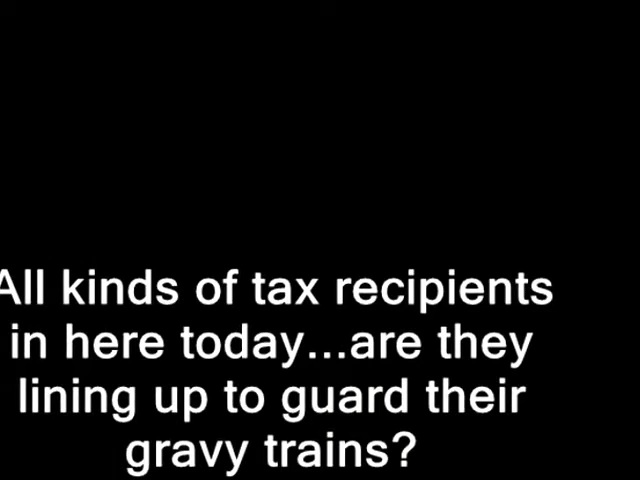 All kinds of tax recipients
in here today...are they
lining up to guard their
gravy trains?